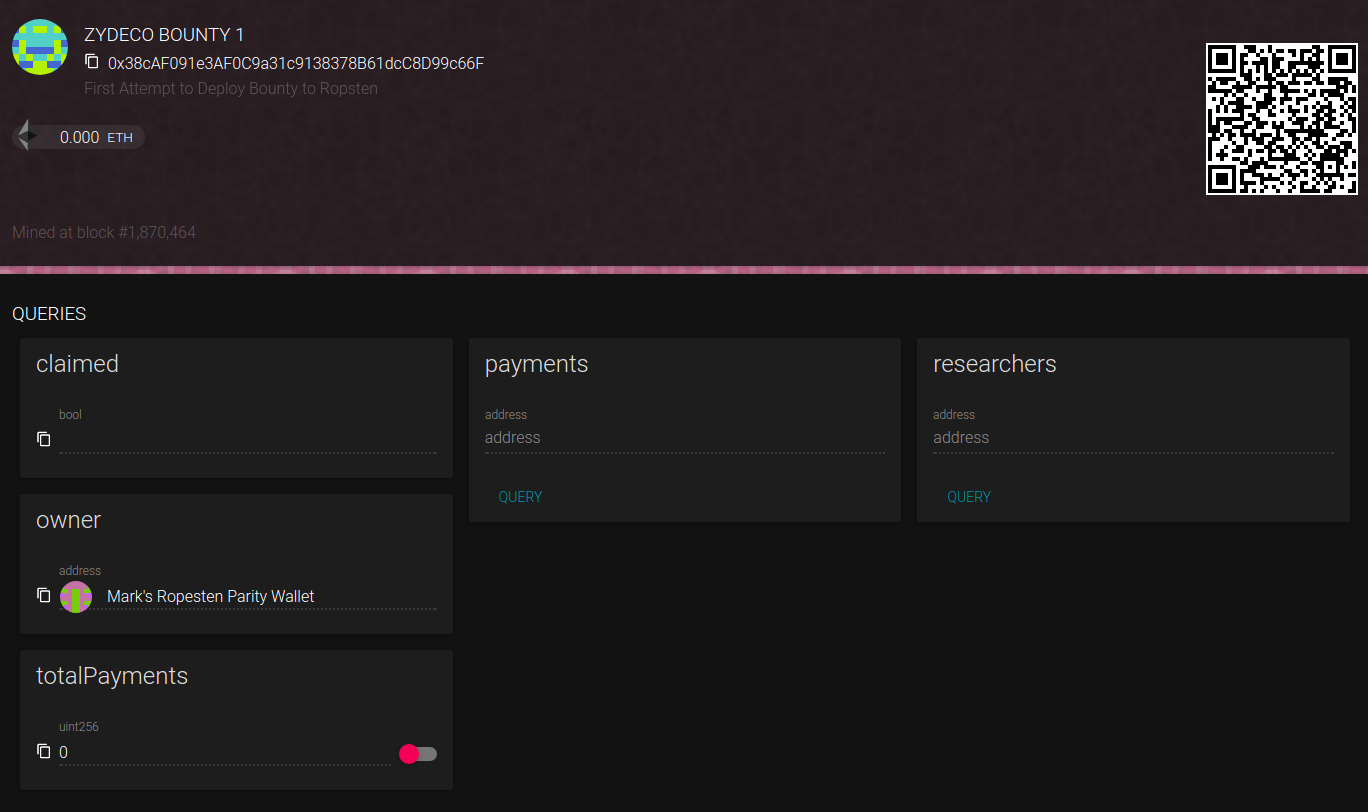 ZYDECO BOUNTY 1
0x38cAF091e3AF0C9a31c9138378B61dcC8D99c66F
First Attempt to Deploy Bounty to Ropsten
0.000 ETH
Mined at block #1,870,464
QUERIES
claimed
bool
owner
address
Mark's Ropesten Parity Wallet
totalPayments
uint256
0
payments
address
address
QUERY
researchers
address
address
QUERY